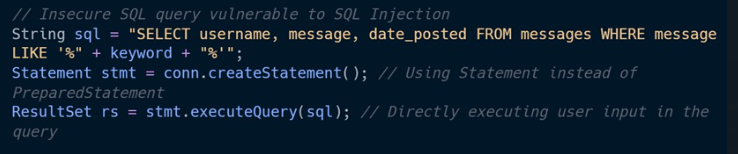 // Insecure SQL query vulnerable to SQL Injection
String sql = "SELECT username, message, date_posted FROM messages WHERE message
LIKE '%" + keyword + "%'";
Statement stmt = conn.createStatement(); // Using Statement instead of
PreparedStatement
ResultSet rs = stmt.executeQuery(sql); // Directly executing user input in the
query